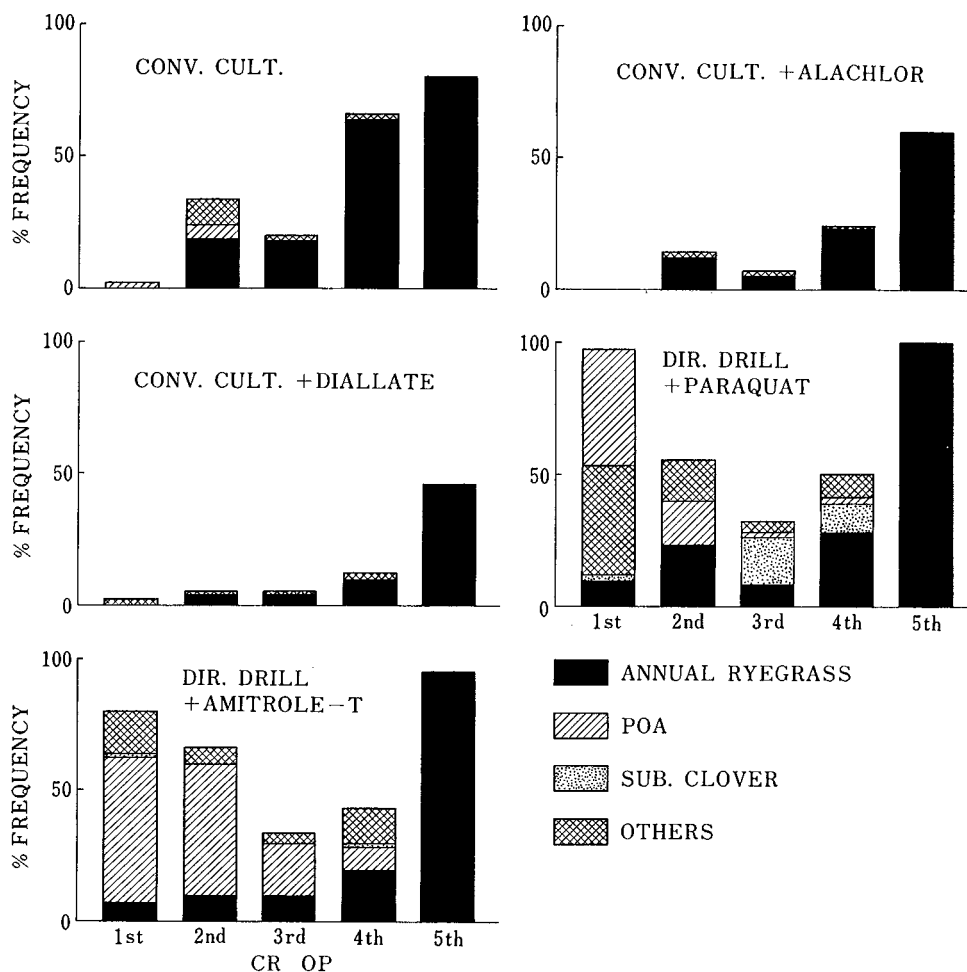 100
CONV. CULT.
50
0
% FREQUENCY
100
CONV. CULT. +ALACHLOR
50
0
100
CONV. CULT. +DIALLATE
50
0
% FREQUENCY
100
DIR. DRILL
+PARAQUAT
50
0
1st 2nd 3rd 4th 5th
100
DIR. DRILL
+AMITROLE-T
50
0
% FREQUENCY
1st 2nd 3rd 4th 5th
CR OP
ANNUAL RYEGRASS
POA
SUB. CLOVER
OTHERS